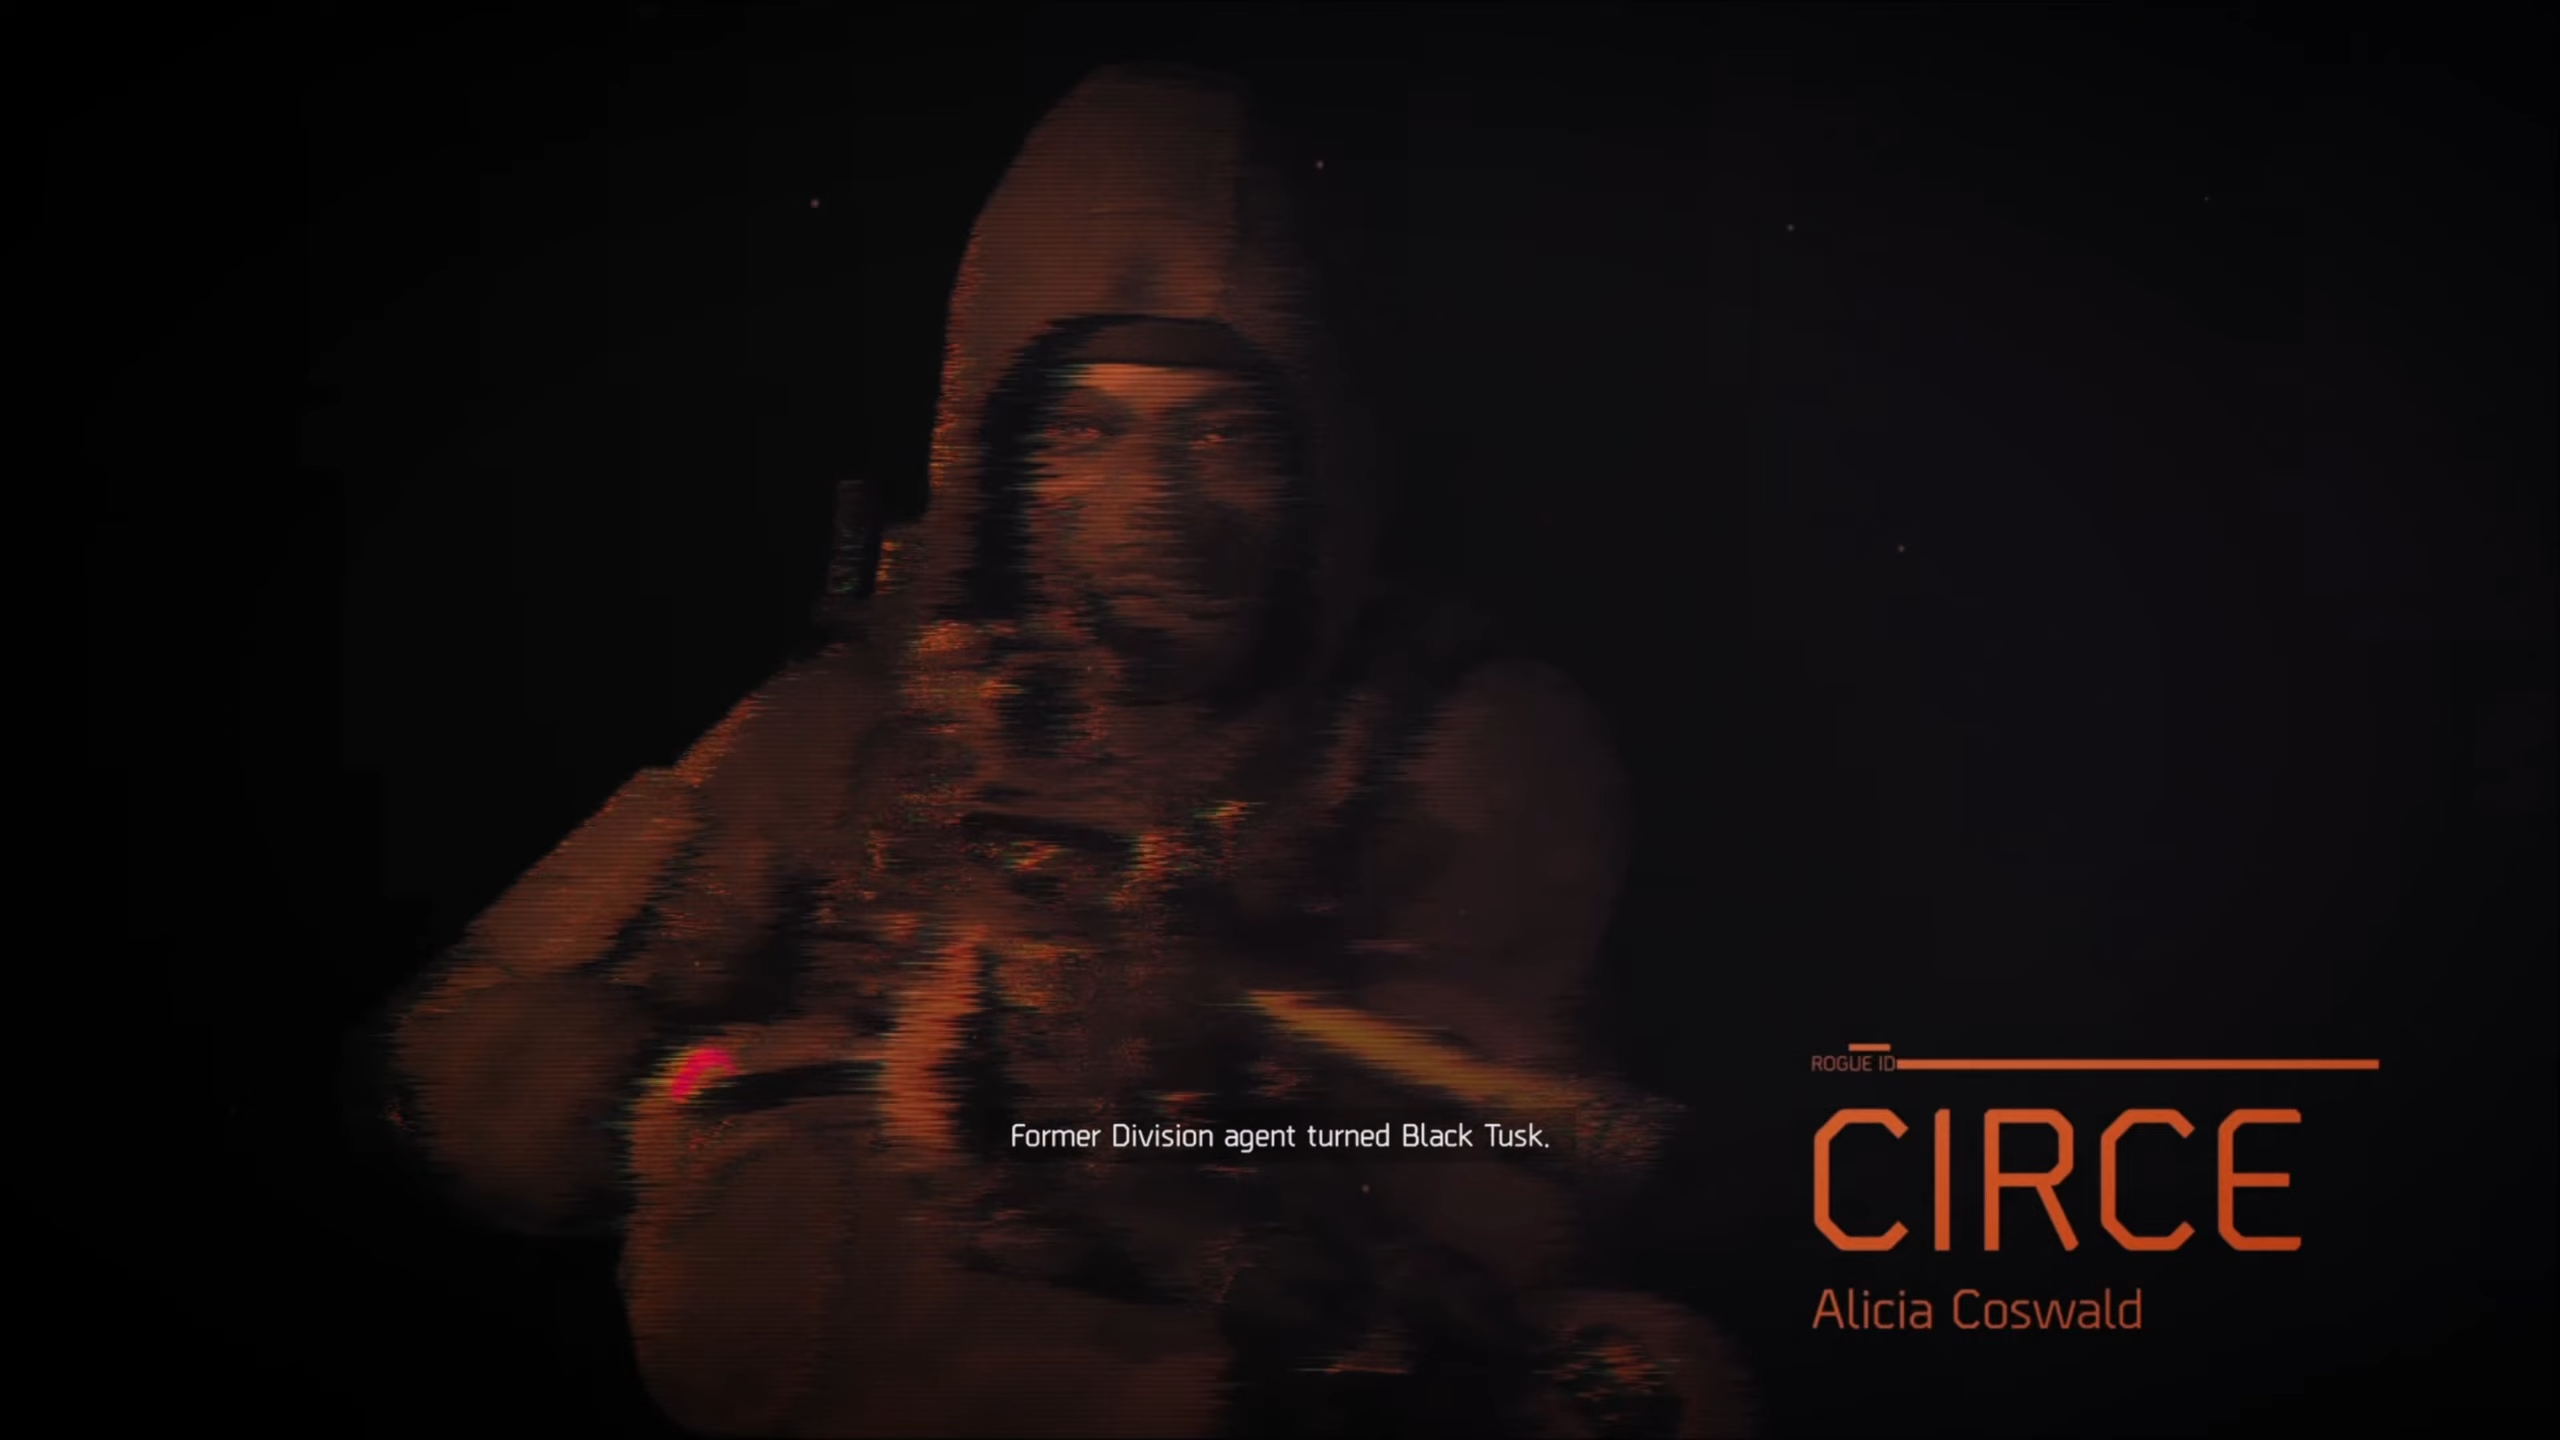 Former Division agent turned Black Tusk.
ROGUE ID
CIRCE
Alicia Coswald